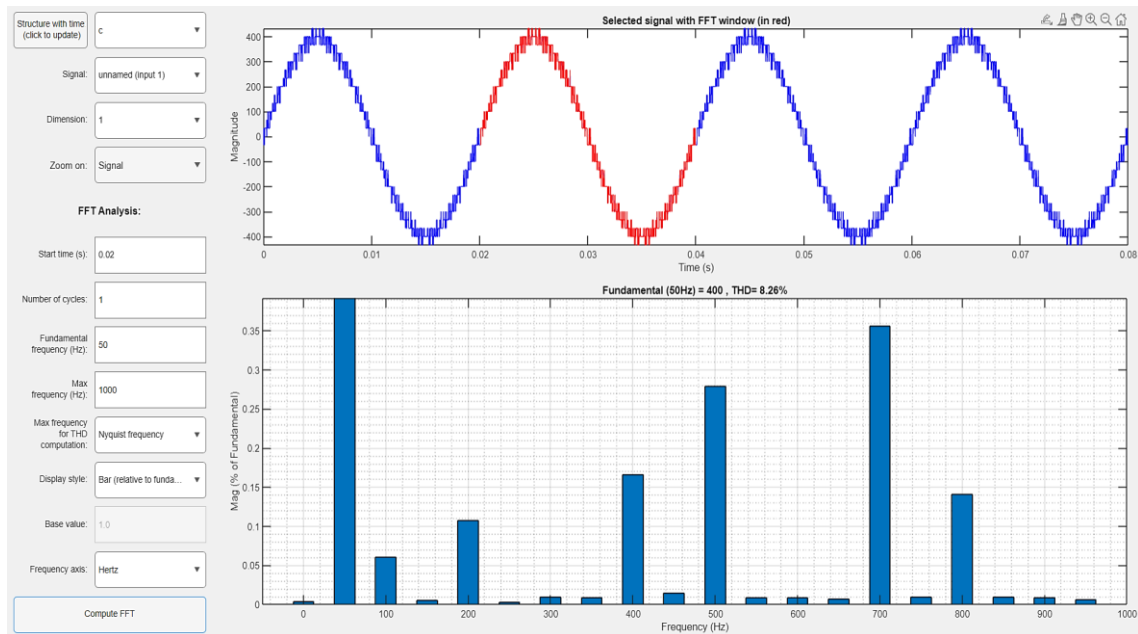 Structure with time
(click to update)
c
Signal:
unnamed (input 1)
Dimension:
1
Zoom on:
Signal
FFT Analysis:
Start time (s):
0.02
Number of cycles:
1
Fundamental
frequency (Hz):
50
Max
frequency (Hz):
1000
Max frequency
for THD
computation:
Nyquist frequency
Display style:
Bar (relative to funda...
Base value:
1.0
Frequency axis:
Hertz
Compute FFT
Selected signal with FFT window (in red)
Magnitude
400
300
200
100
0
-100
-200
-300
-400
0
0.01
0.02
0.03
0.04
0.05
0.06
0.07
0.08
Time (s)
Fundamental (50Hz) = 400 , THD= 8.26%
Mag (% of Fundamental)
0.35
0.3
0.25
0.2
0.15
0.1
0.05
0
0
100
200
300
400
500
600
700
800
900
1000
Frequency (Hz)